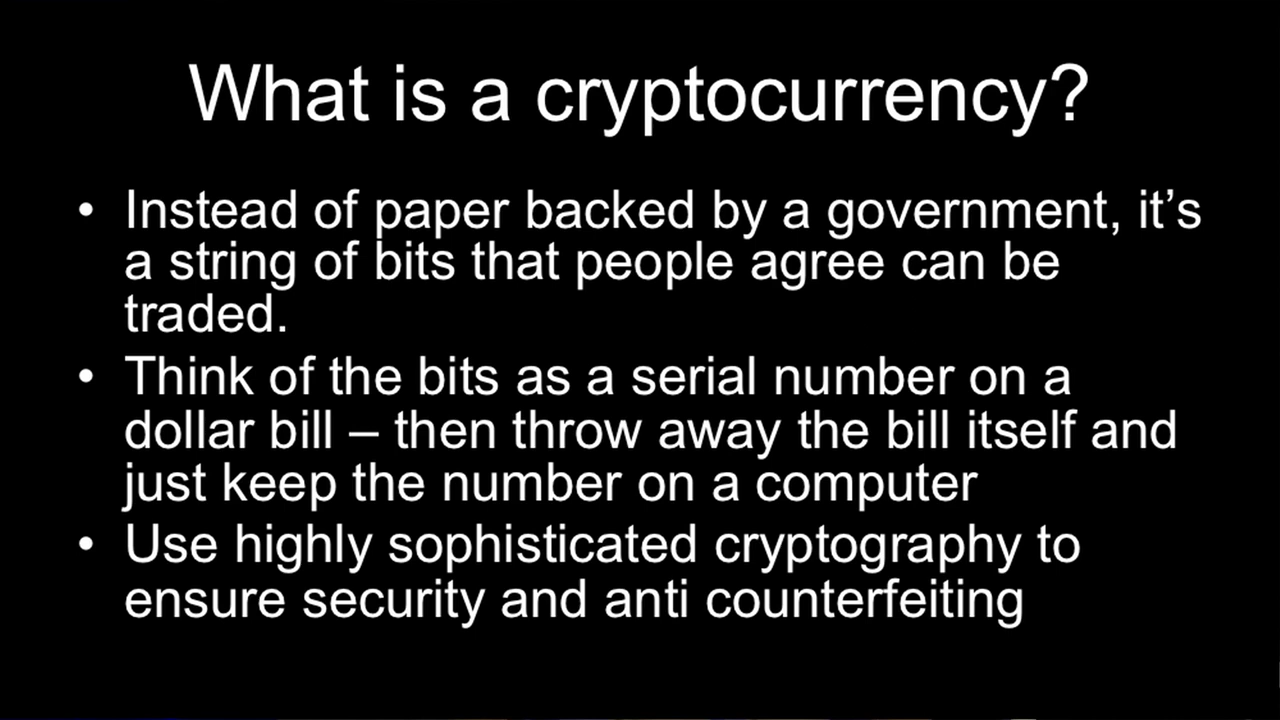 What is a cryptocurrency?
• Instead of paper backed by a government, it’s
a string of bits that people agree can be
traded.
• Think of the bits as a serial number on a
dollar bill – then throw away the bill itself and
just keep the number on a computer
• Use highly sophisticated cryptography to
ensure security and anti counterfeiting